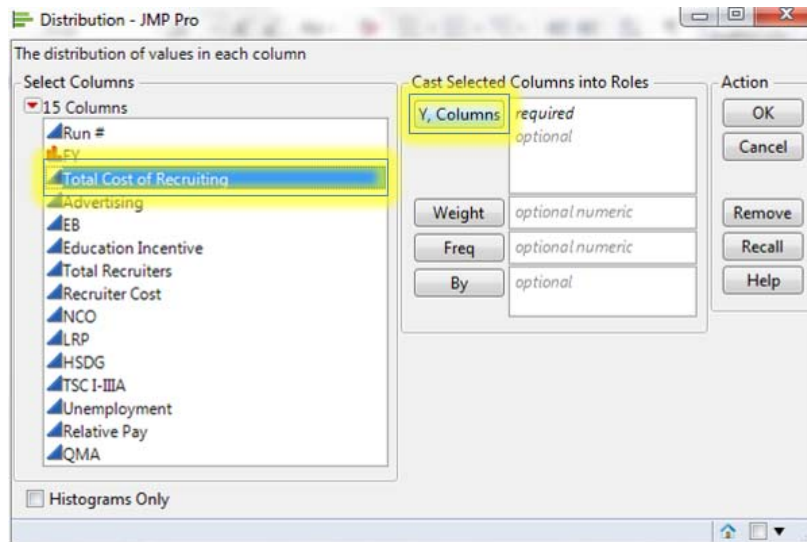 Distribution - JMP Pro
The distribution of values in each column
Select Columns
15 Columns
Run #
FY
Total Cost of Recruiting
Advertising
EB
Education Incentive
Total Recruiters
Recruiter Cost
NCO
LRP
HSDG
TSC I-IIIA
Unemployment
Relative Pay
QMA
Histograms Only
Cast Selected Columns into Roles
Y, Columns required
optional
Weight optional numeric
Freq optional numeric
By optional
Action
OK
Cancel
Remove
Recall
Help